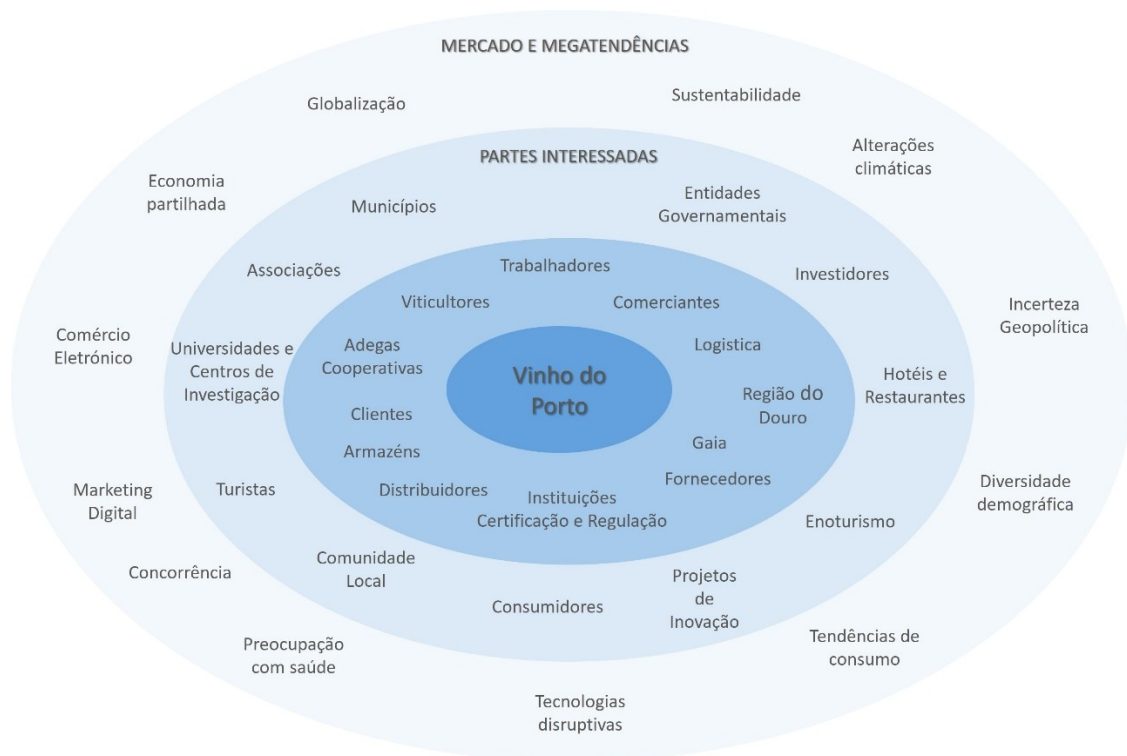 MERCADO E MEGATENDÊNCIAS
Globalização
Sustentabilidade
Economia
partilhada
Alterações
climáticas
Comércio
Eletrónico
Incerteza
Geopolítica
Marketing
Digital
Diversidade
demográfica
Concorrência
Preocupação
com saúde
Tendências de
consumo
Tecnologias
disruptivas
PARTES INTERESSADAS
Municípios
Entidades
Governamentais
Associações
Investidores
Universidades e
Centros de
Investigação
Hotéis e
Restaurantes
Turistas
Enoturismo
Comunidade
Local
Consumidores
Projetos
de
Inovação
Trabalhadores
Viticultores
Comerciantes
Adegas
Cooperativas
Logistica
Clientes
Região do
Douro
Armazéns
Gaia
Distribuidores
Fornecedores
Instituições
Certificação e Regulação
Vinho do
Porto